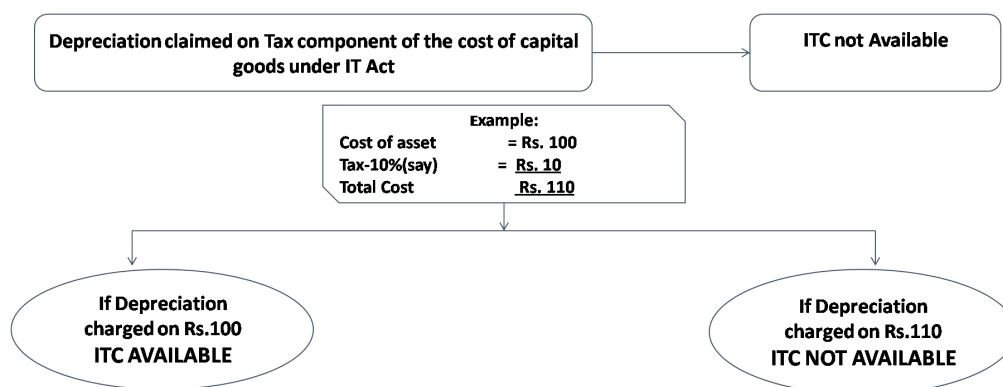 Depreciation claimed on Tax component of the cost of capital
goods under IT Act
ITC not Available
Example:
Cost of asset = Rs. 100
Tax-10%(say) = Rs. 10
Total Cost Rs. 110
If Depreciation
charged on Rs.100
ITC AVAILABLE
If Depreciation
charged on Rs.110
ITC NOT AVAILABLE